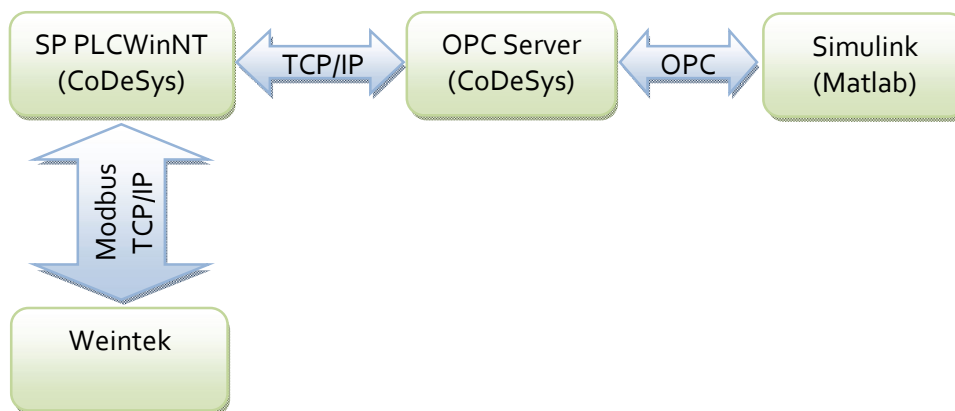 SP PLCWinNT
(CoDeSys)
TCP/IP
OPC Server
(CoDeSys)
OPC
Simulink
(Matlab)
Modbus
TCP/IP
Weintek